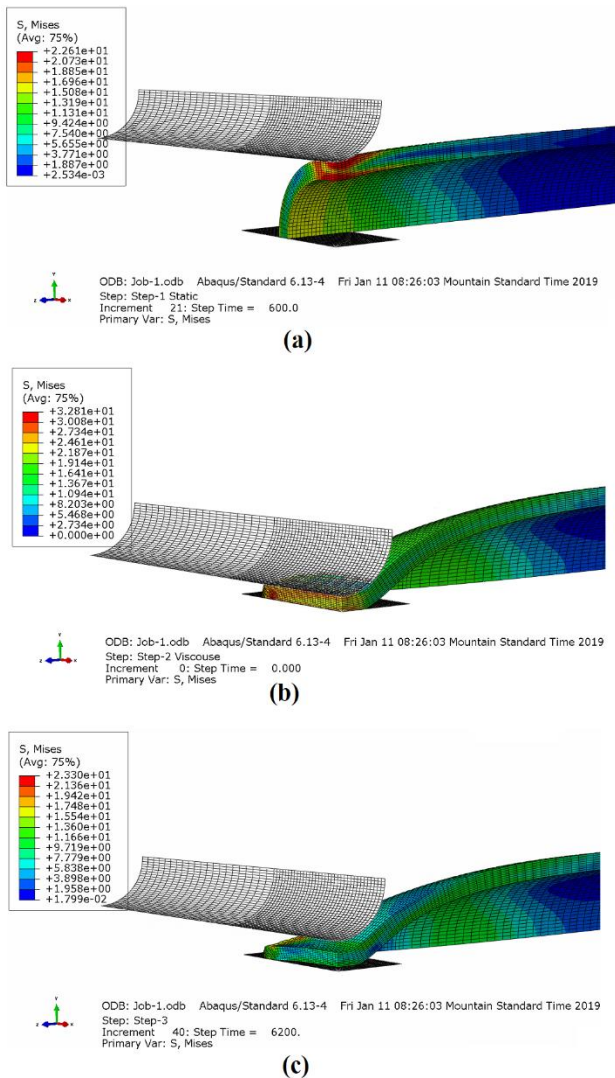 S, Mises
(Avg: 75%)
+2.261e+01
+2.073e+01
+1.885e+01
+1.696e+01
+1.508e+01
+1.319e+01
+1.131e+01
+9.424e+00
+7.540e+00
+5.655e+00
+3.771e+00
+1.887e+00
+2.534e-03
Y
Z X
ODB: Job-1.odb Abaqus/Standard 6.13-4 Fri Jan 11 08:26:03 Mountain Standard Time 2019
Step: Step-1 Static
Increment 21: Step Time = 600.0
Primary Var: S, Mises
(a)
S, Mises
(Avg: 75%)
+3.281e+01
+3.008e+01
+2.734e+01
+2.461e+01
+2.187e+01
+1.914e+01
+1.641e+01
+1.367e+01
+1.094e+01
+8.203e+00
+5.468e+00
+2.734e+00
+0.000e+00
Y
Z X
ODB: Job-1.odb Abaqus/Standard 6.13-4 Fri Jan 11 08:26:03 Mountain Standard Time 2019
Step: Step-2 Viscouse
Increment 0: Step Time = 0.000
Primary Var: S, Mises
(b)
S, Mises
(Avg: 75%)
+2.330e+01
+2.136e+01
+1.942e+01
+1.748e+01
+1.554e+01
+1.360e+01
+1.166e+01
+9.719e+00
+7.779e+00
+5.838e+00
+3.898e+00
+1.958e+00
+1.799e-02
Y
Z X
ODB: Job-1.odb Abaqus/Standard 6.13-4 Fri Jan 11 08:26:03 Mountain Standard Time 2019
Step: Step-3
Increment 40: Step Time = 6200.
Primary Var: S, Mises
(c)